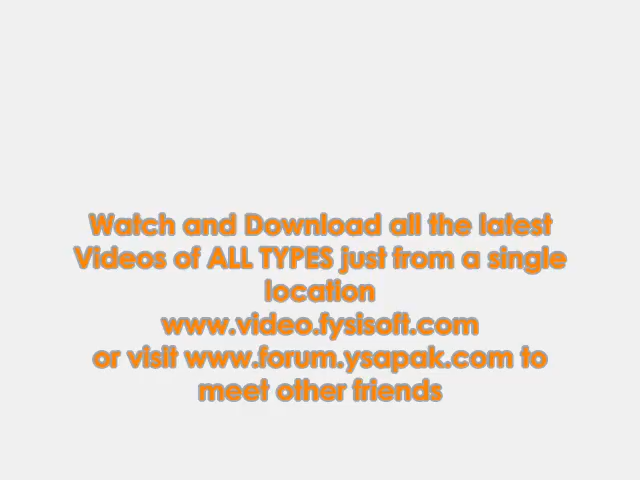 Watch and Download all the latest
Videos of ALL TYPES just from a single
location
www.video.fysisoft.com
or visit www.forum.ysapak.com to
meet other friends